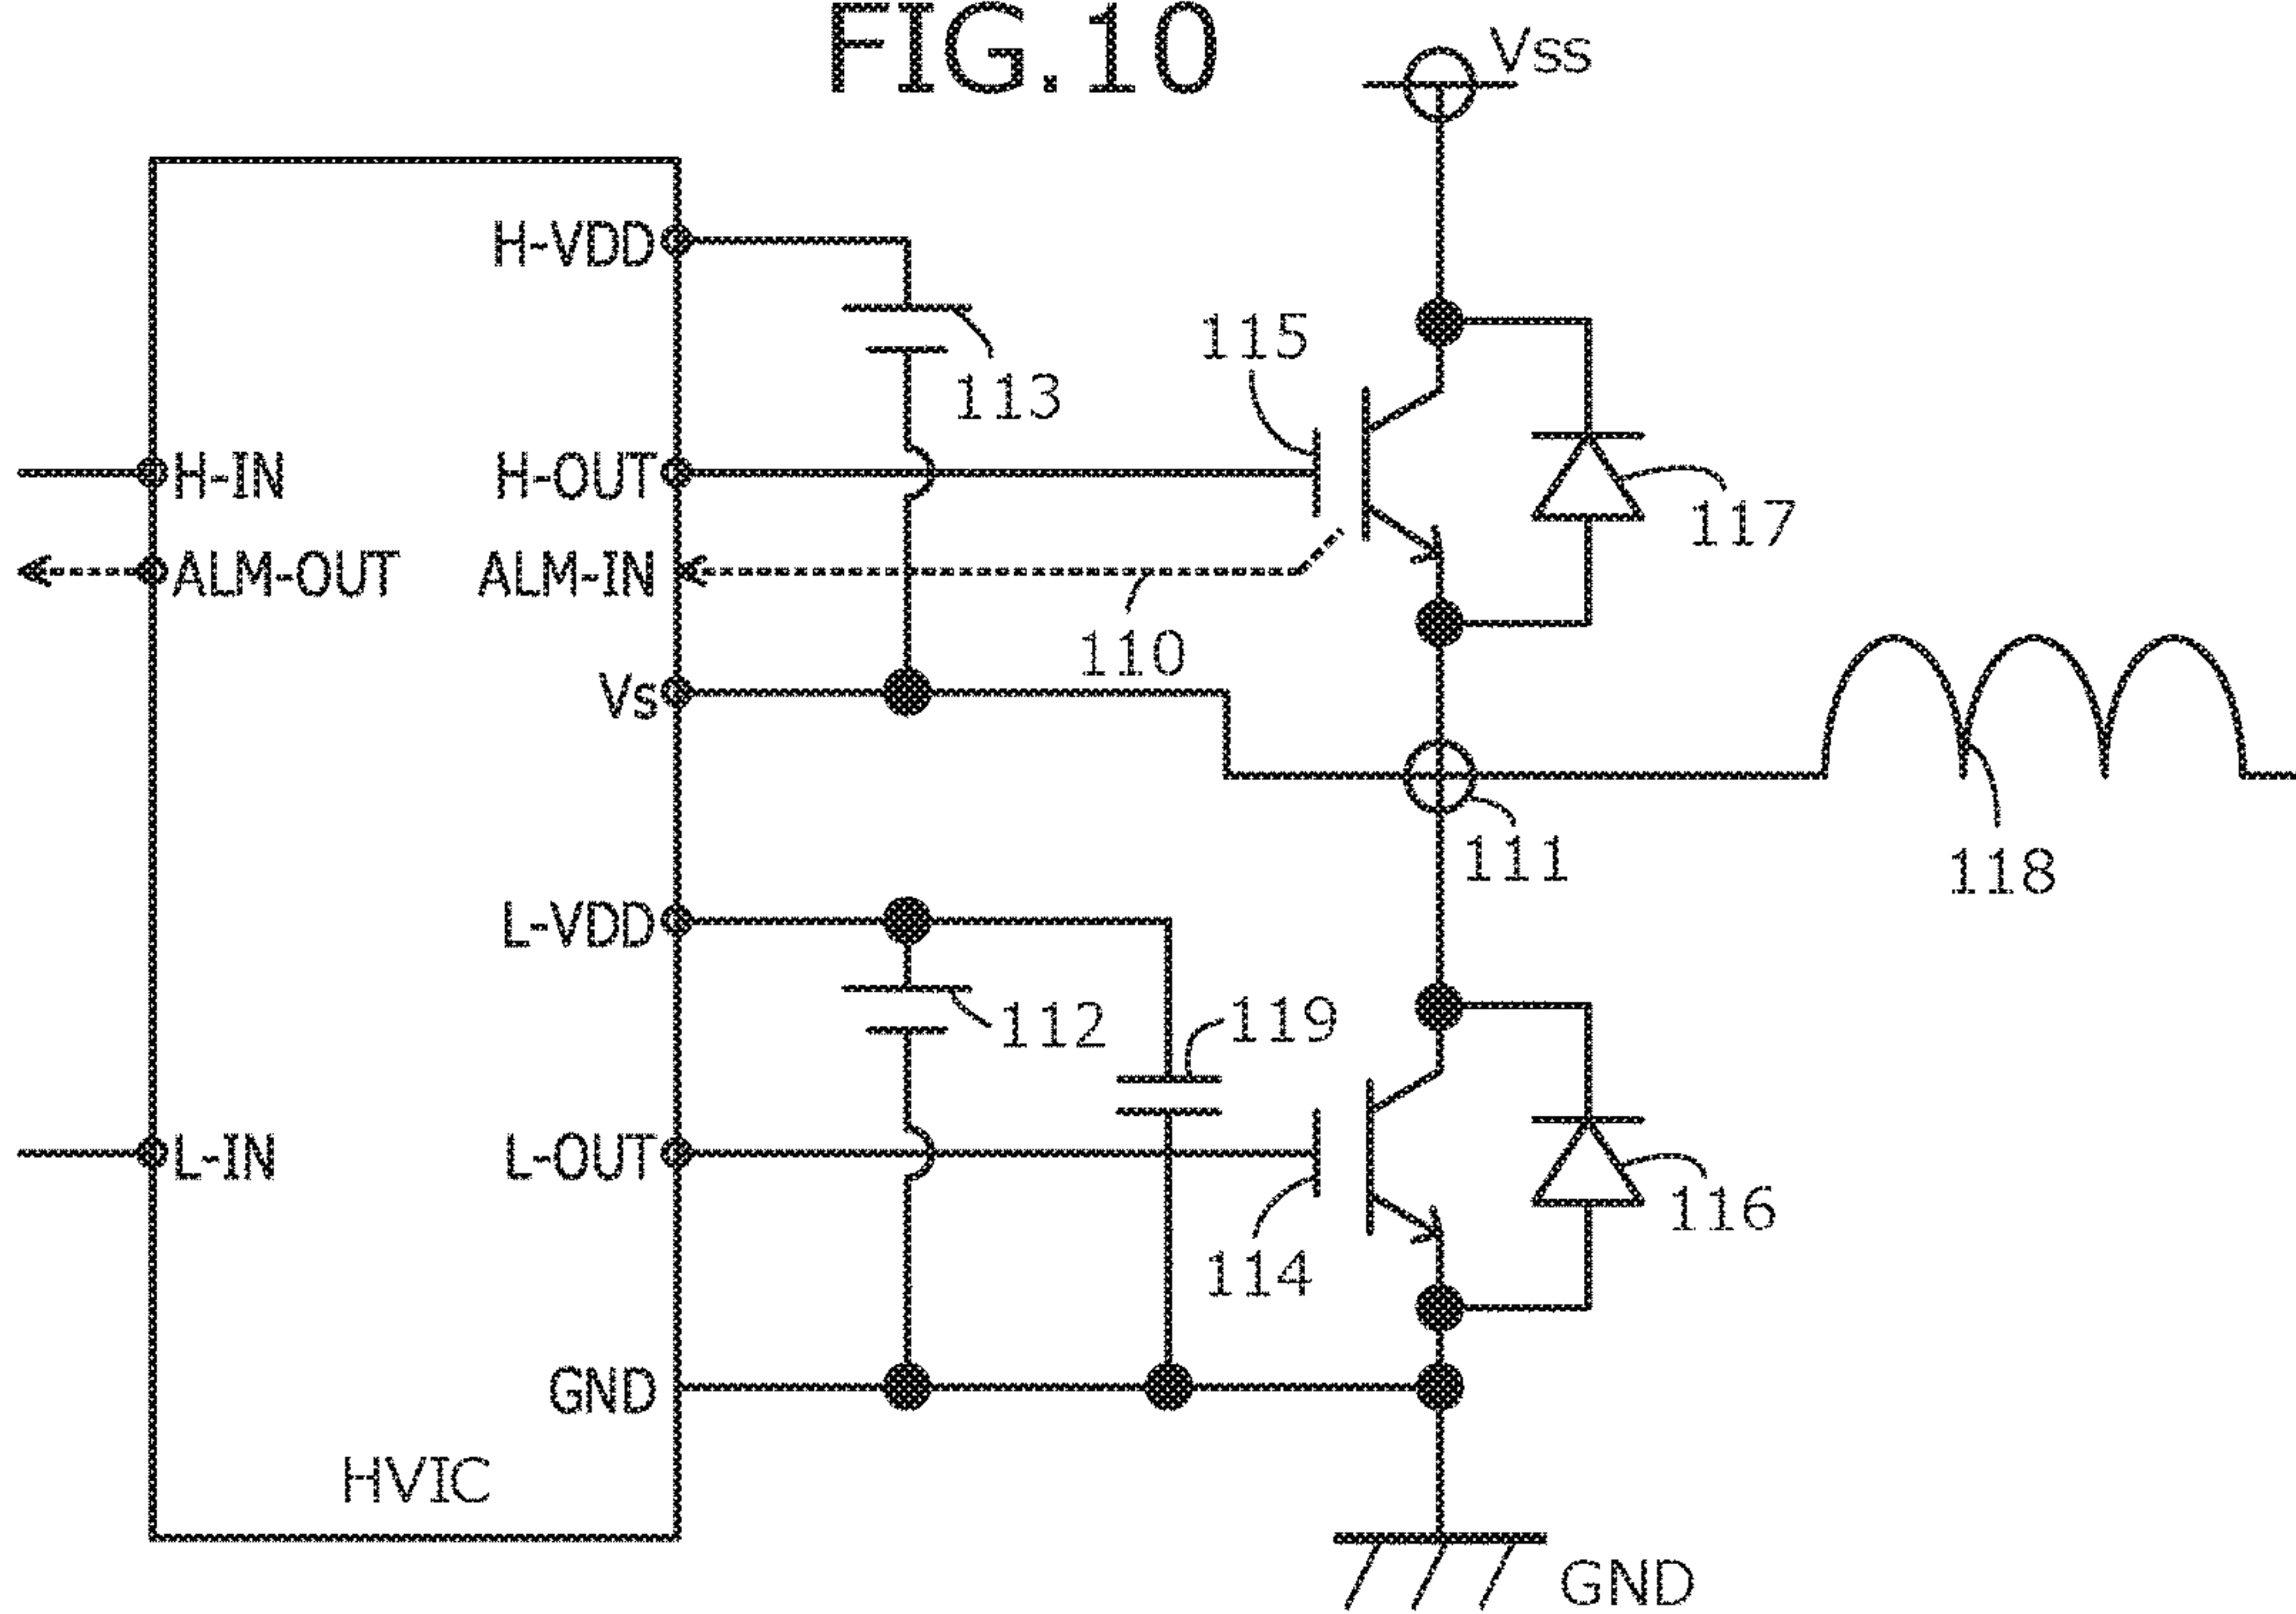 FIG.10
Vss
H-VDD
113
115
H-IN
H-OUT
117
ALM-OUT
ALM-IN
110
Vs
111
118
L-VDD
112
119
L-IN
L-OUT
116
114
GND
HVIC
GND